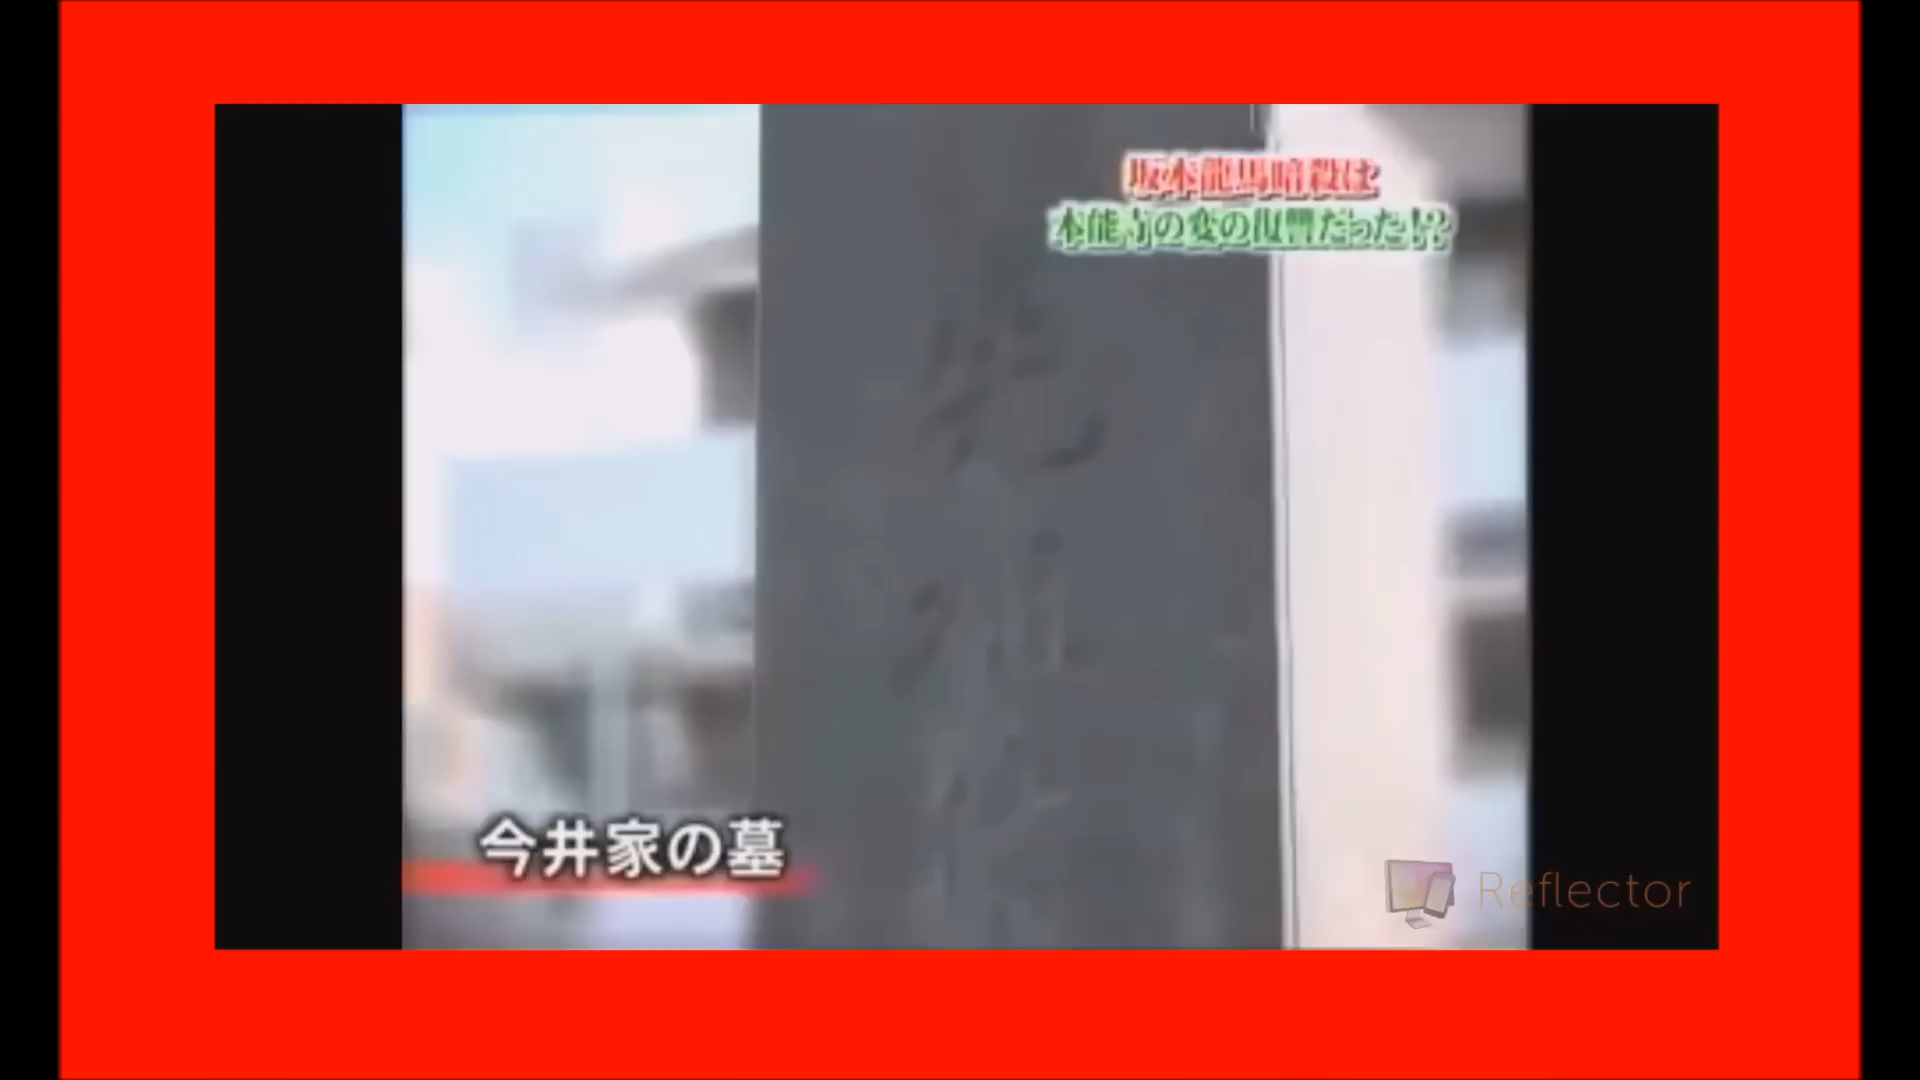 坂本龍馬暗殺は
本能寺の変の復讐だった!?
今井家の墓
Reflector